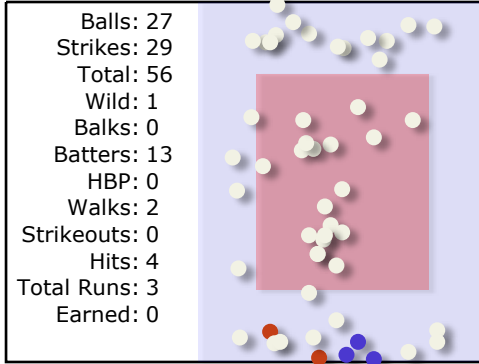 Balls: 27
Strikes: 29
Total: 56
Wild: 1
Balks: 0
Batters: 13
HBP: 0
Walks: 2
Strikeouts: 0
Hits: 4
Total Runs: 3
Earned: 0